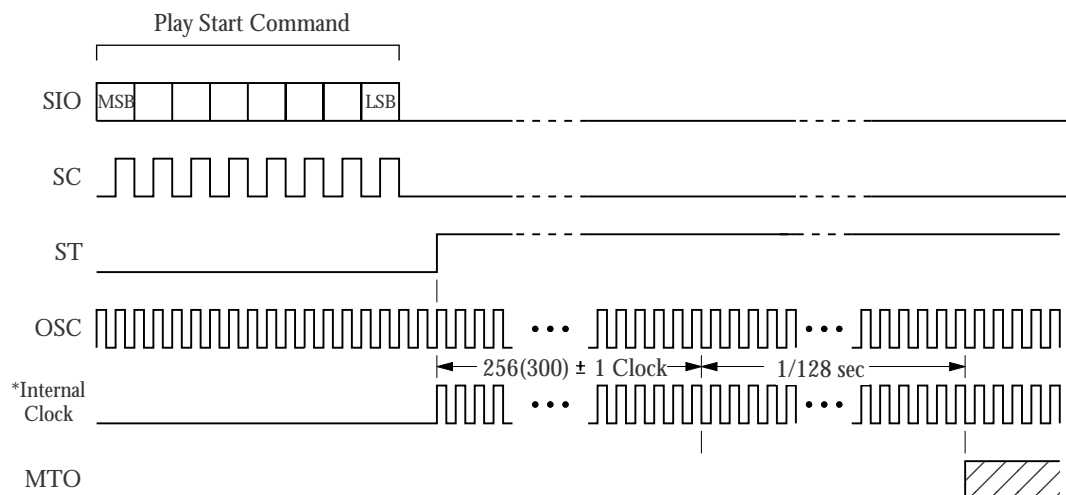 Play Start Command
SIO MSB LSB
SC
ST
OSC
• • • • • •
256(300) ± 1 Clock 1/128 sec
*Internal
Clock
• • • • • •
MTO